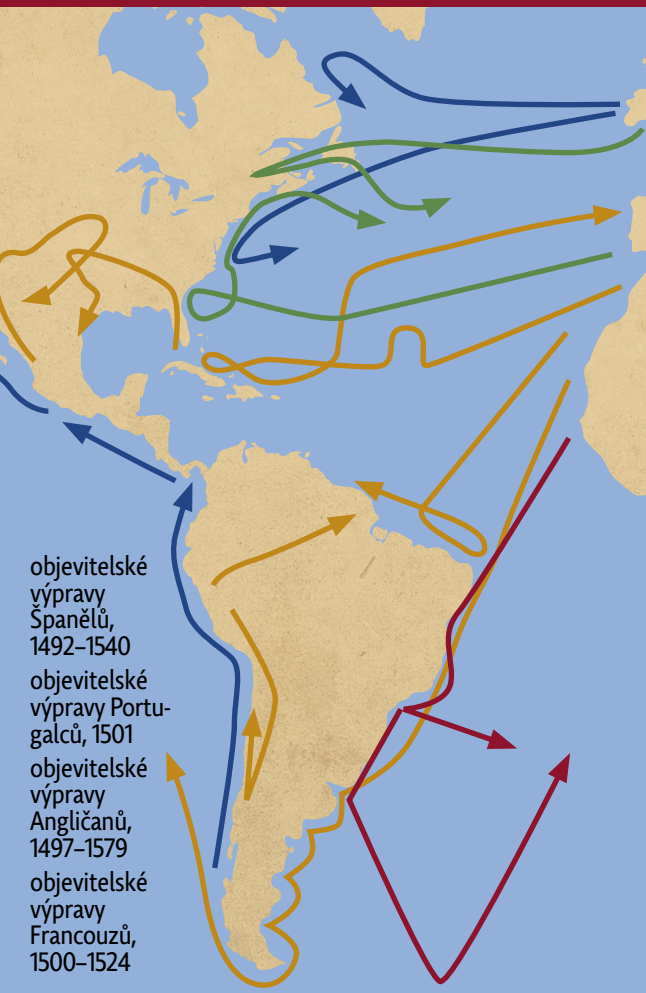 objevitelské
výpravy
Španělů,
1492–1540
objevitelské
výpravy Portu-
galců, 1501
objevitelské
výpravy
Angličanů,
1497–1579
objevitelské
výpravy
Francouzů,
1500–1524